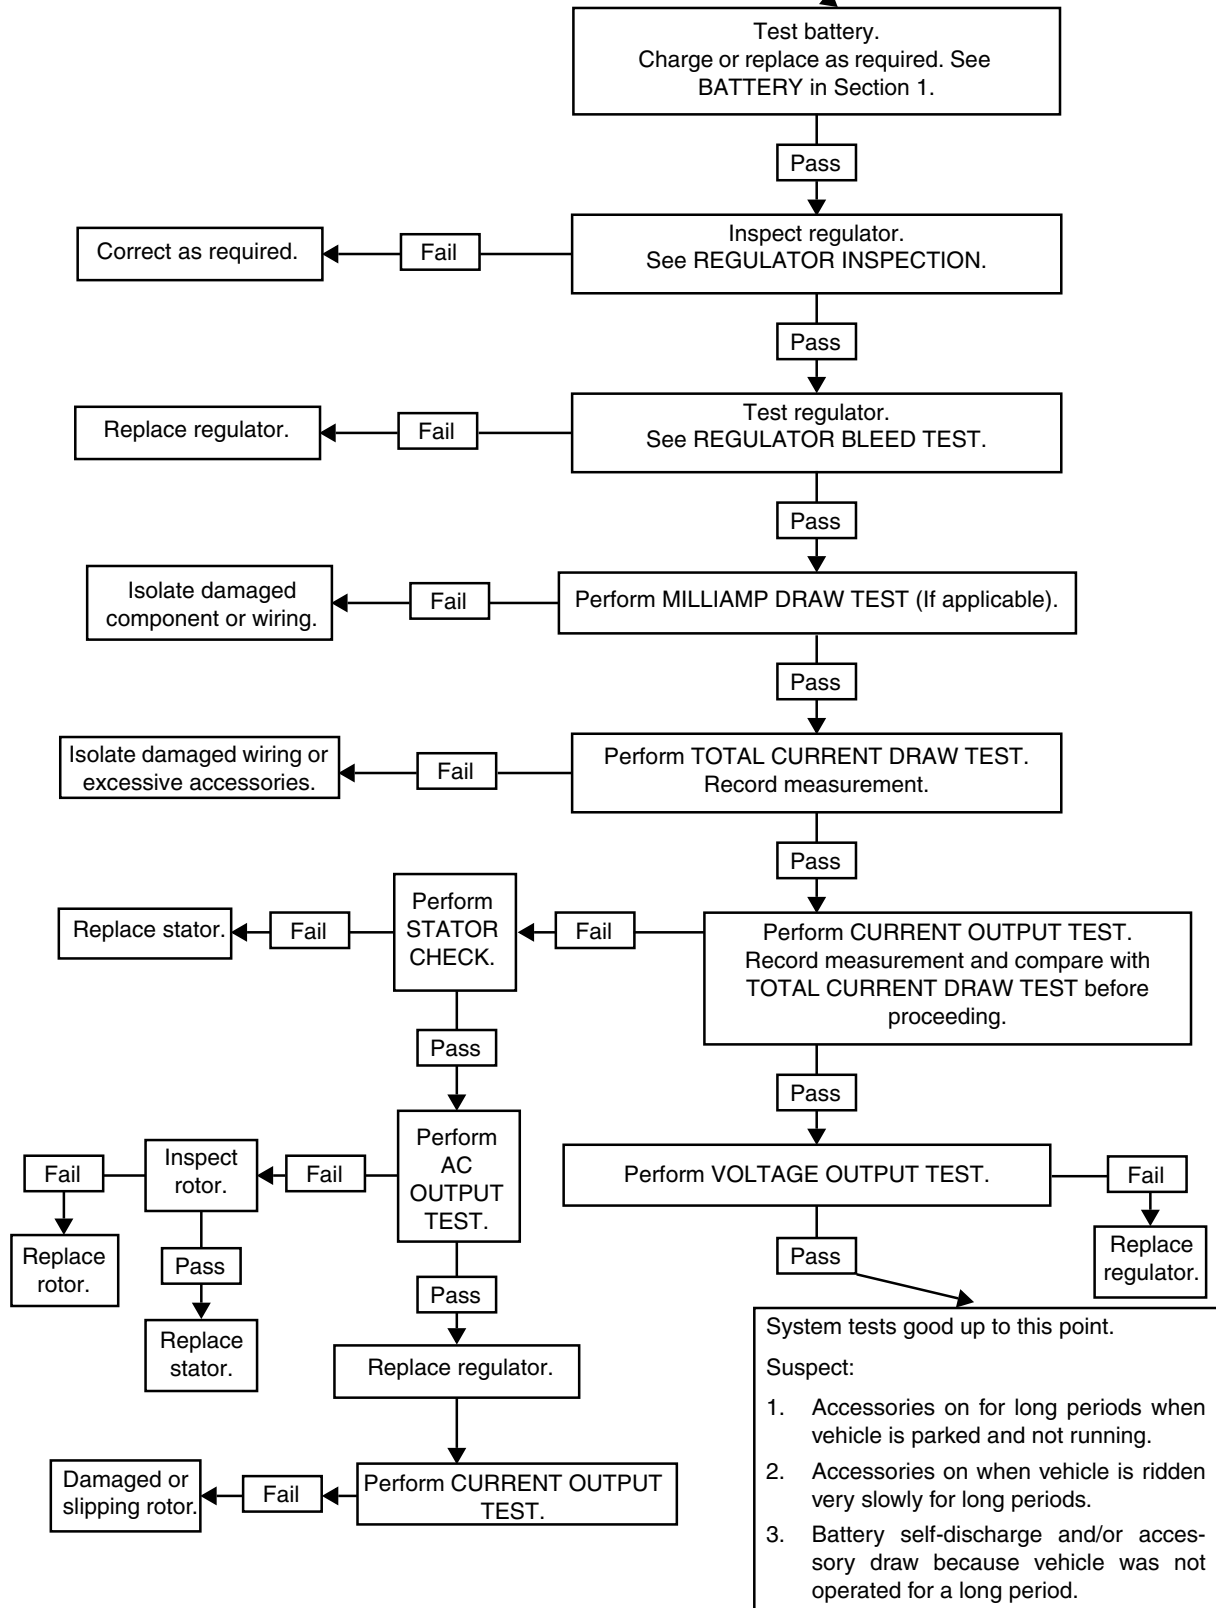 Test battery.
Charge or replace as required. See
BATTERY in Section 1.
Pass
Correct as required.
Fail
Inspect regulator.
See REGULATOR INSPECTION.
Pass
Replace regulator.
Fail
Test regulator.
See REGULATOR BLEED TEST.
Pass
Isolate damaged
component or wiring.
Fail
Perform MILLIAMP DRAW TEST (If applicable).
Pass
Isolate damaged wiring or
excessive accessories.
Fail
Perform TOTAL CURRENT DRAW TEST.
Record measurement.
Pass
Replace stator.
Fail
Perform
STATOR
CHECK.
Fail
Perform CURRENT OUTPUT TEST.
Record measurement and compare with
TOTAL CURRENT DRAW TEST before
proceeding.
Pass
Pass
Fail
Inspect
rotor.
Fail
Perform
AC
OUTPUT
TEST.
Perform VOLTAGE OUTPUT TEST.
Fail
Replace
rotor.
Pass
Pass
Pass
Replace
regulator.
Replace
stator.
Replace regulator.
Damaged or
slipping rotor.
Fail
Perform CURRENT OUTPUT
TEST.
System tests good up to this point.
Suspect:
1. Accessories on for long periods when
vehicle is parked and not running.
2. Accessories on when vehicle is ridden
very slowly for long periods.
3. Battery self-discharge and/or acces-
sory draw because vehicle was not
operated for a long period.